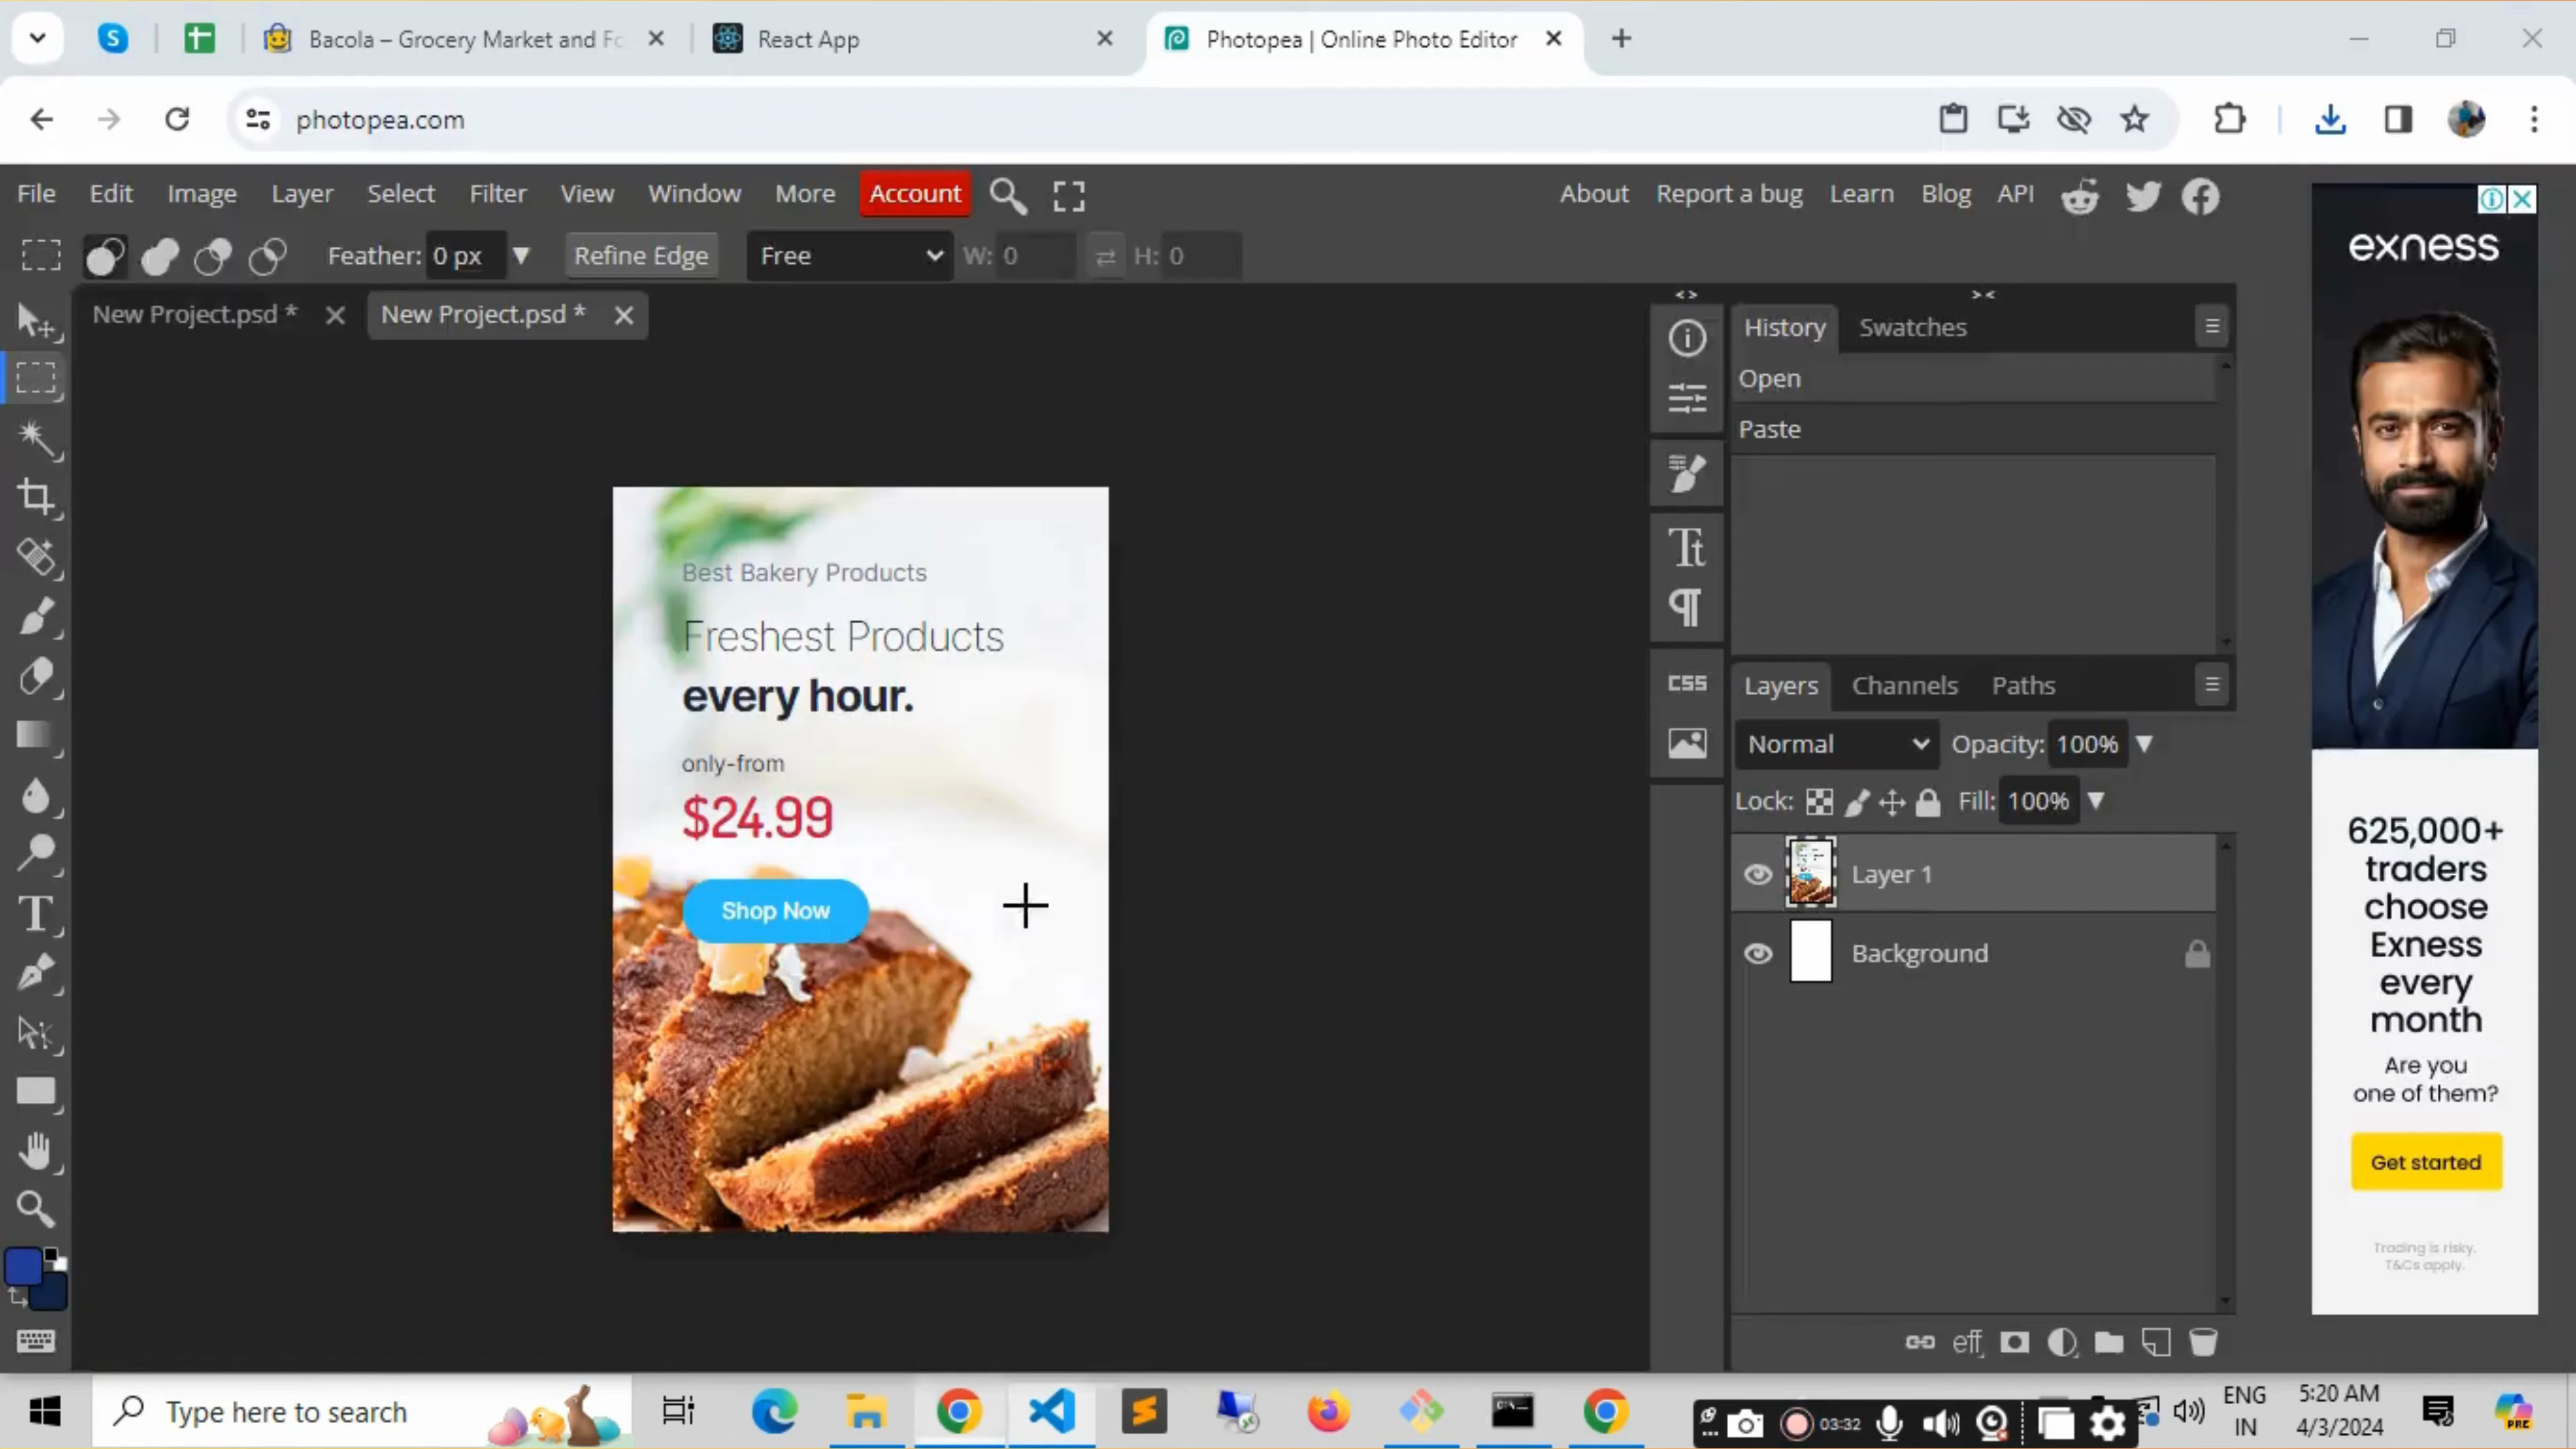 S
Bacola – Grocery Market and Fo
React App
Photopea | Online Photo Editor
photopea.com
File Edit Image Layer Select Filter View Window More Account
About Report a bug Learn Blog API
Feather: 0 px Refine Edge Free W: 0 H: 0
New Project.psd *
New Project.psd *
History Swatches
Open
Paste
Best Bakery Products
Freshest Products
every hour.
only-from
$24.99
Shop Now
Tt
CSS
Layers Channels Paths
Normal Opacity: 100%
Lock: Fill: 100%
Layer 1
Background
eff
T
exness
625,000+
traders
choose
Exness
every
month
Are you
one of them?
Get started
Trading is risky.
T&Cs apply.
Type here to search
03:32
ENG
IN
5:20 AM
4/3/2024
PRE